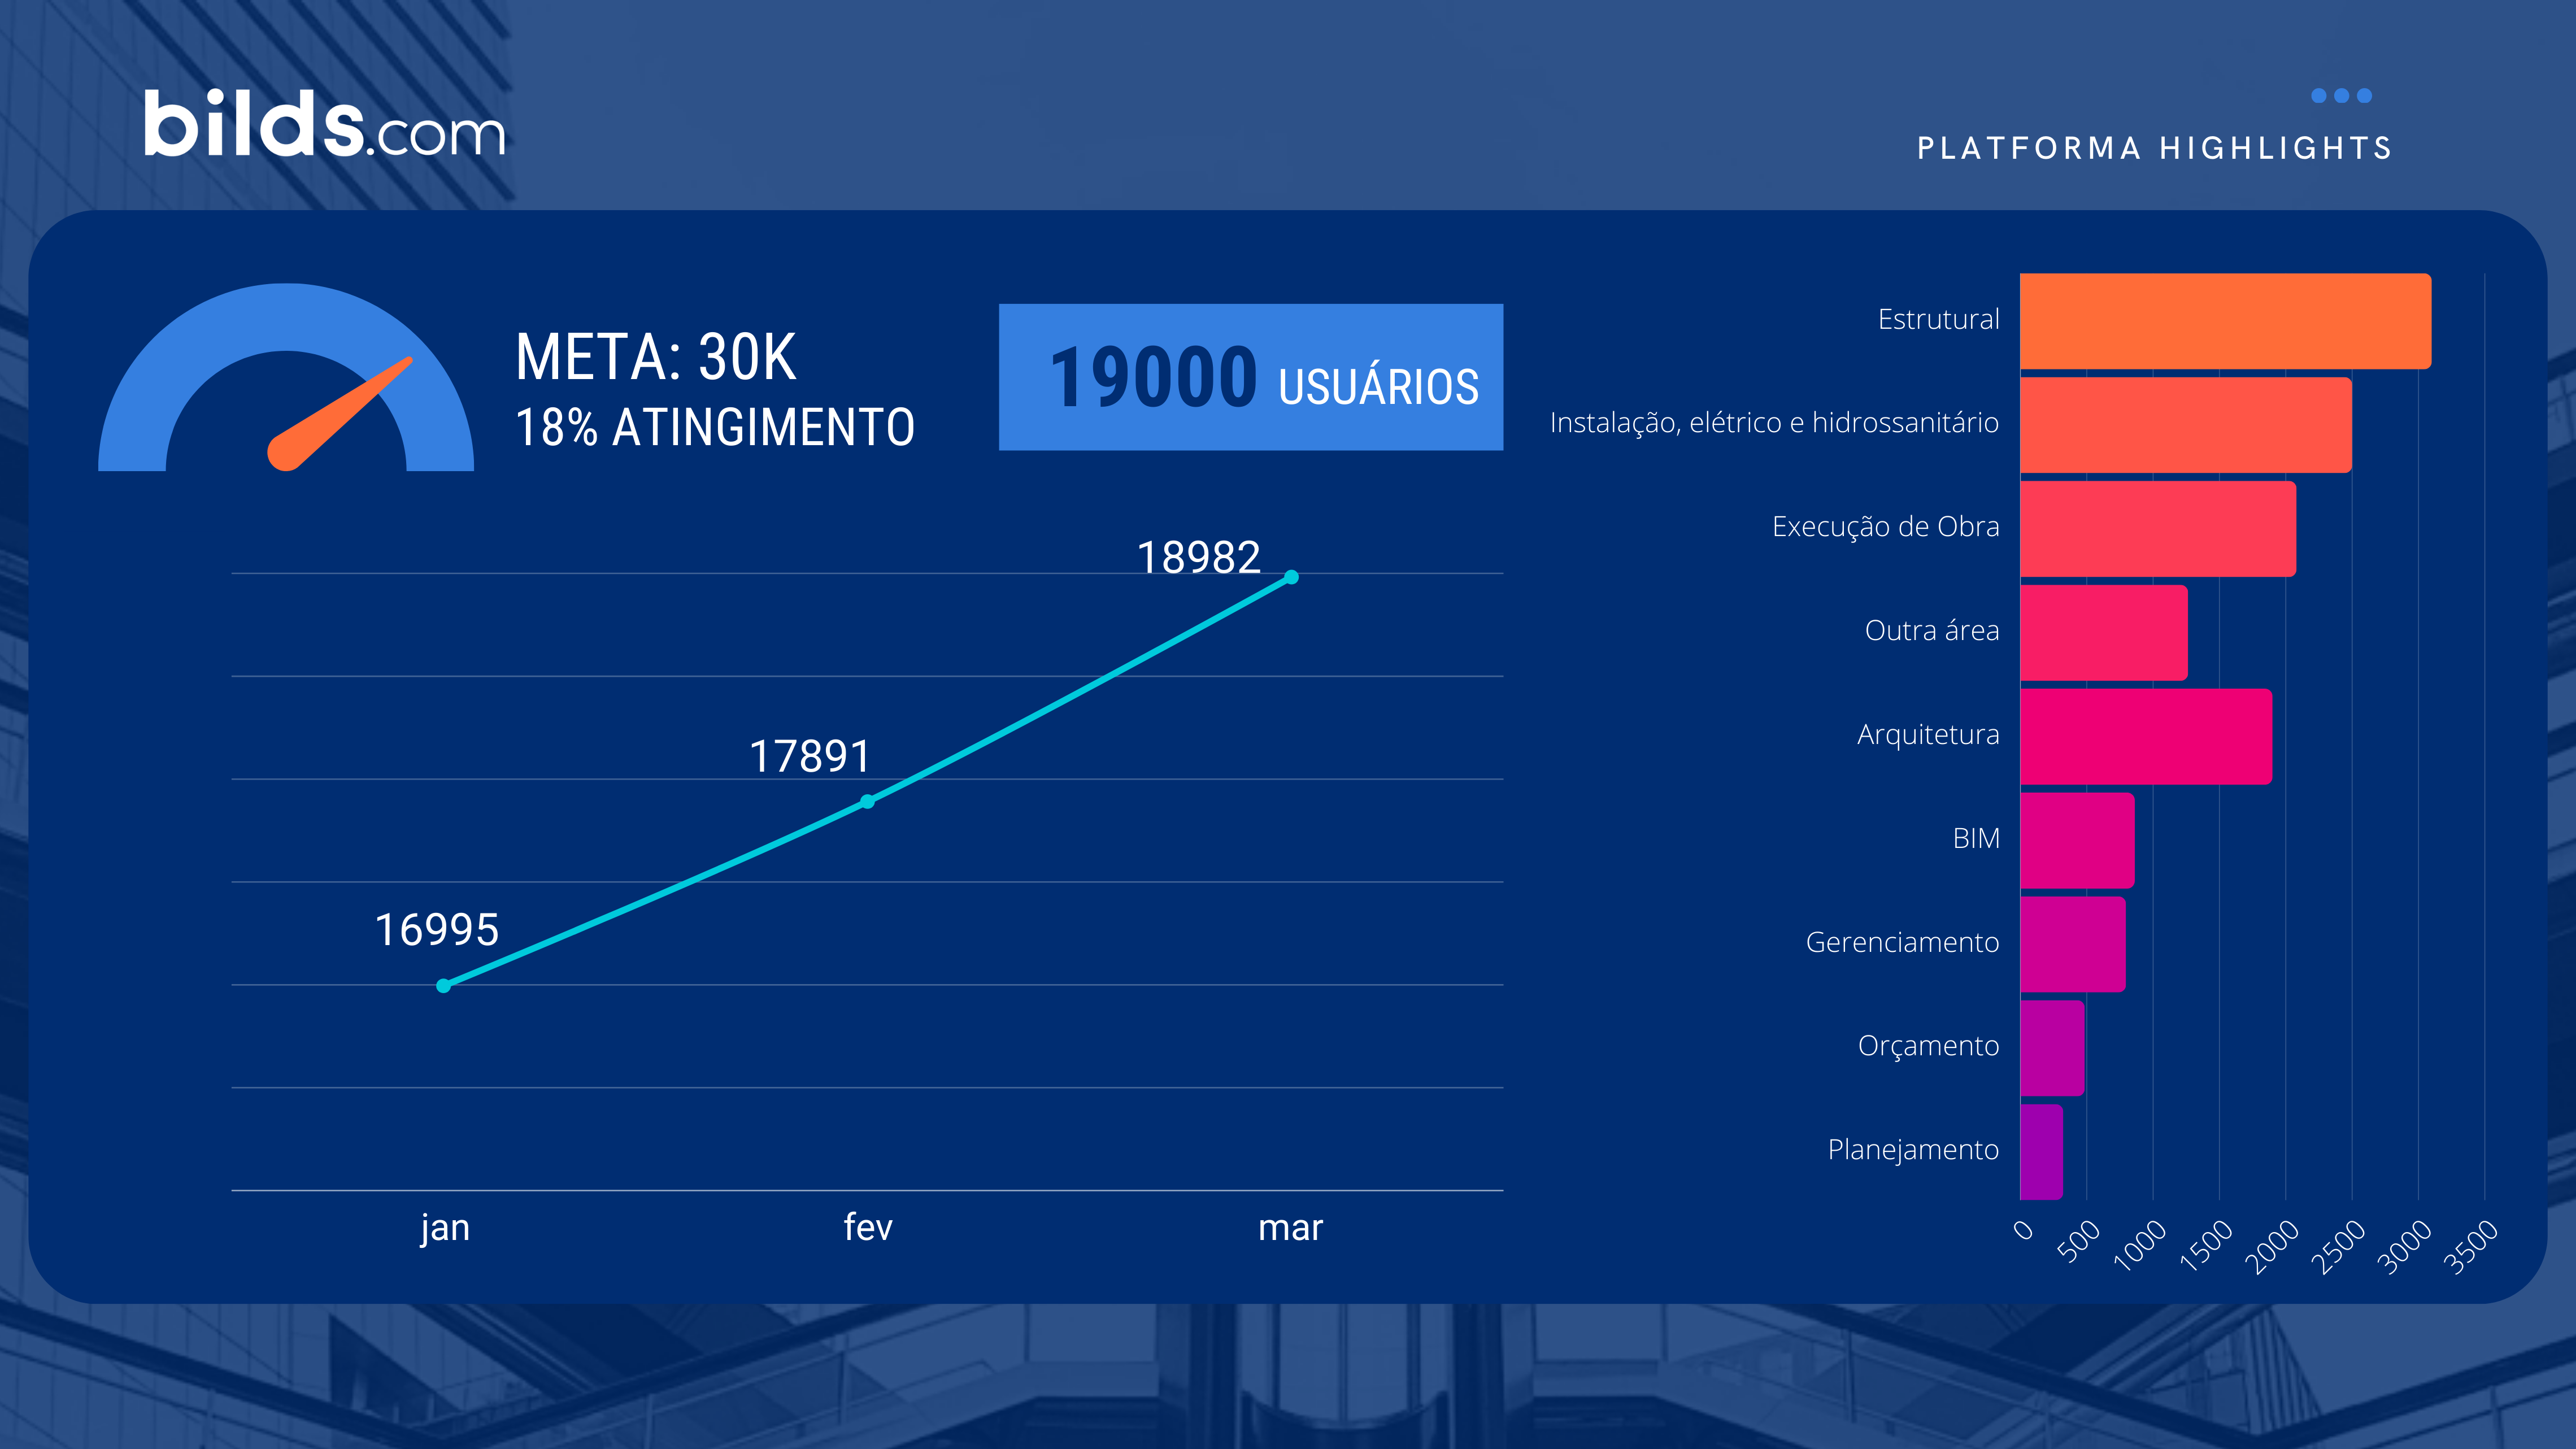 bilds.com
PLATFORMA HIGHLIGHTS
META: 30K
18% ATINGIMENTO
19000 USUÁRIOS
18982
17891
16995
jan fev mar
Estrutural
Instalação, elétrico e hidrossanitário
Execução de Obra
Outra área
Arquitetura
BIM
Gerenciamento
Orçamento
Planejamento
0 500 1000 1500 2000 2500 3000 3500